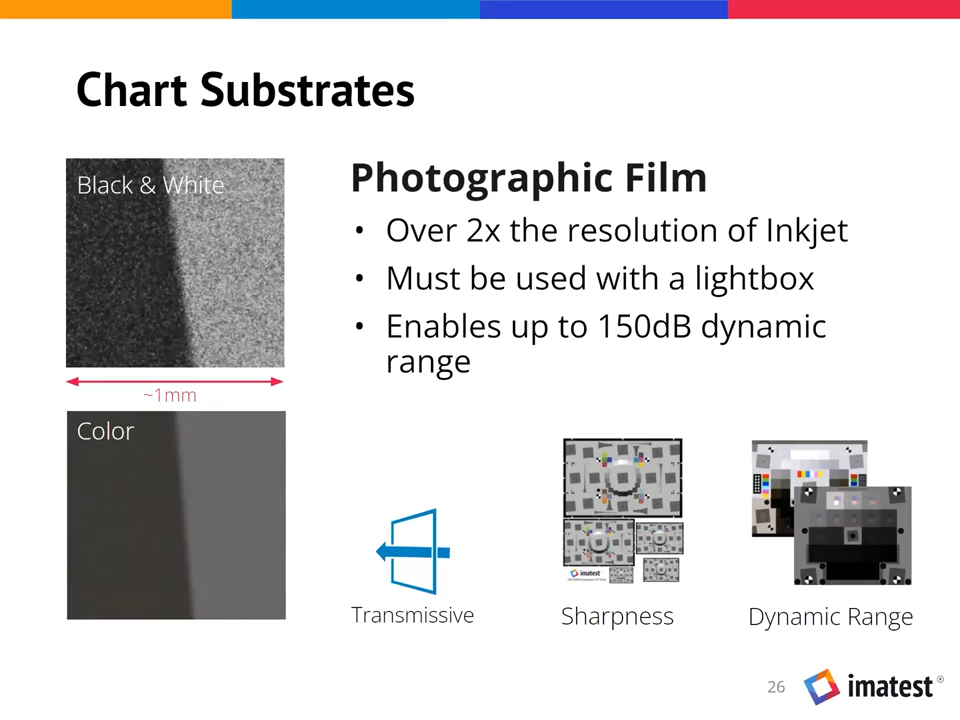 Chart Substrates
Black & White
~1mm
Color
Photographic Film
• Over 2x the resolution of Inkjet
• Must be used with a lightbox
• Enables up to 150dB dynamic
range
Transmissive
imatest
Sharpness
Dynamic Range
26
imatest®